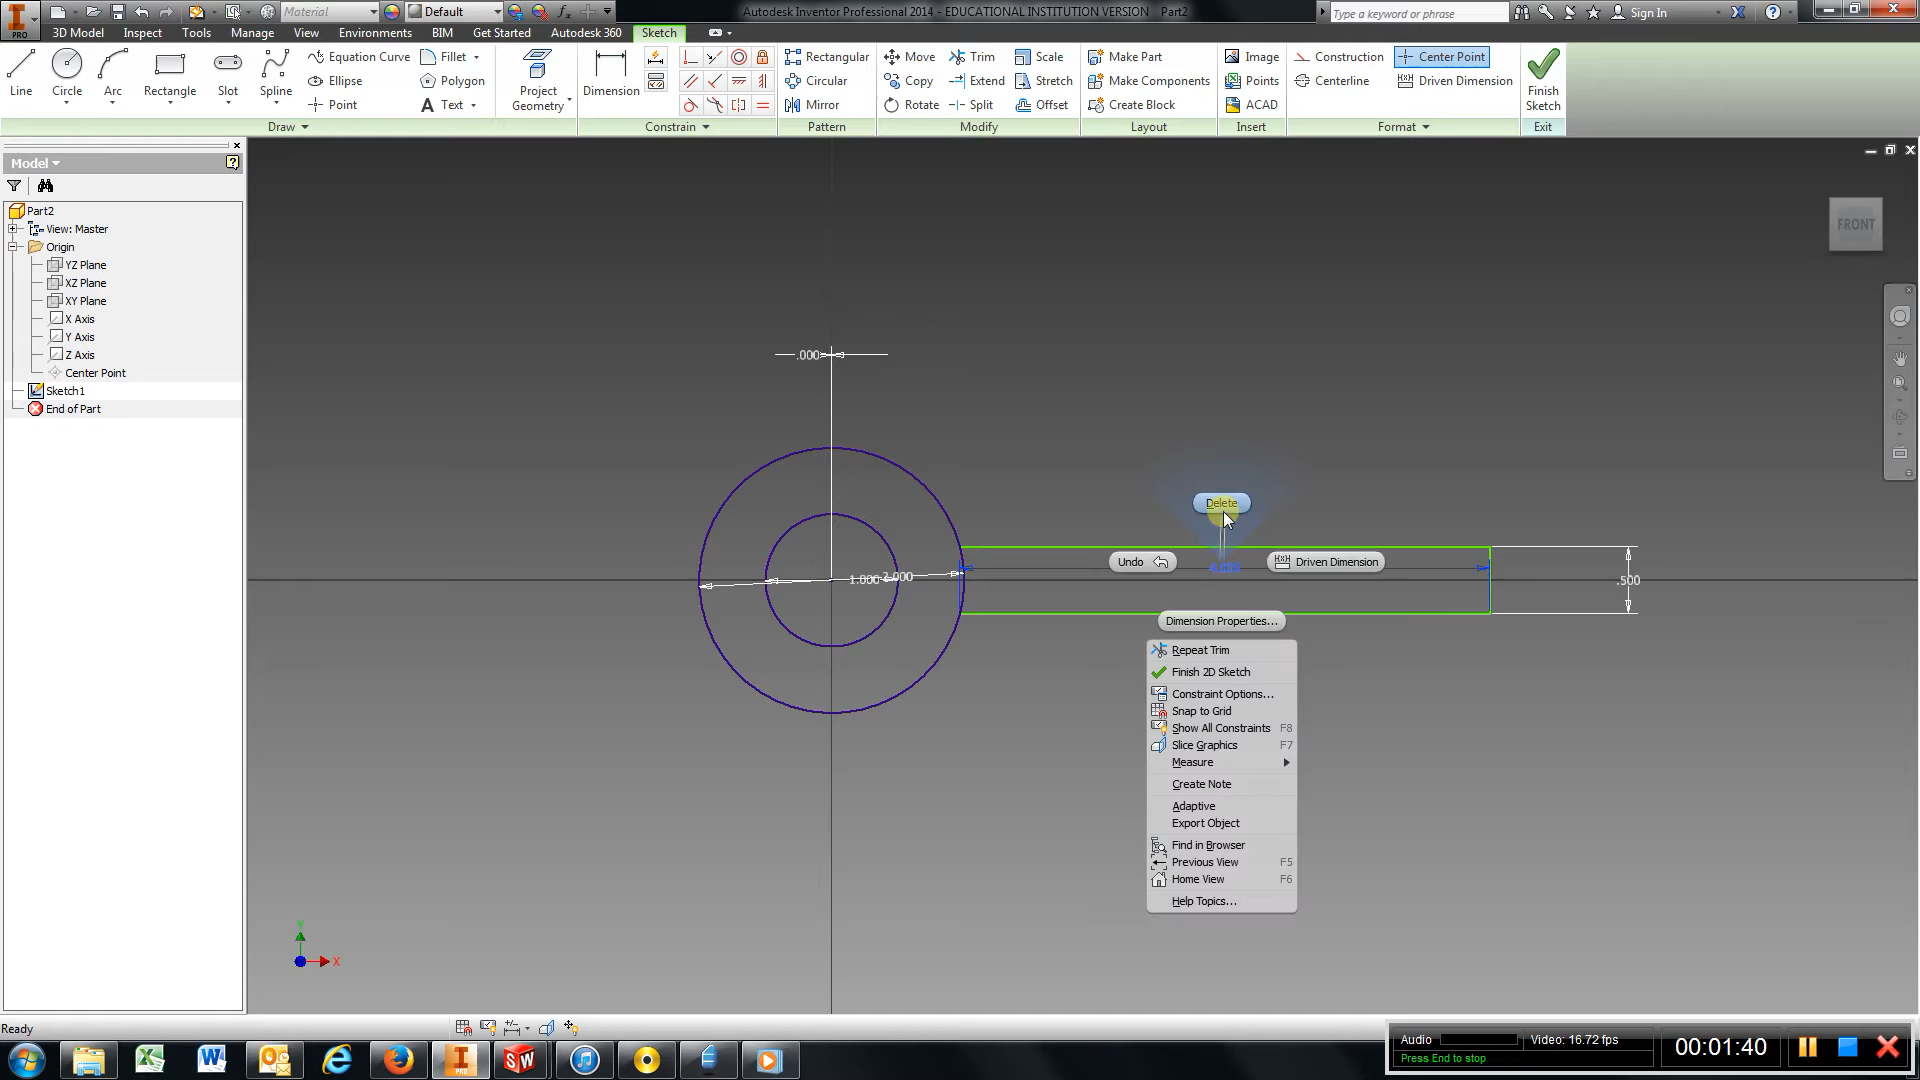 Material
Default
Autodesk Inventor Professional 2014 - EDUCATIONAL INSTITUTION VERSION Part2
Type a keyword or phrase
Sign In
PRO
3D Model Inspect Tools Manage View Environments BIM Get Started Autodesk 360 Sketch
Line Circle Arc Rectangle Slot Spline
Equation Curve Fillet
Ellipse Polygon
Point Text
Project Geometry
Dimension
Rectangular
Circular
Mirror
Move Trim Scale
Copy Extend Stretch
Rotate Split Offset
Make Part
Make Components
Create Block
Image
Points
ACAD
Construction Center Point
Centerline Driven Dimension
Finish Sketch
Draw Constrain Pattern Modify Layout Insert Format Exit
Model
Part2
View: Master
Origin
YZ Plane
XZ Plane
XY Plane
X Axis
Y Axis
Z Axis
Center Point
Sketch1
End of Part
FRONT
.000
1.000
2.000
.500
Delete
Undo
Driven Dimension
Dimension Properties...
Repeat Trim
Finish 2D Sketch
Constraint Options...
Snap to Grid
Show All Constraints F8
Slice Graphics F7
Measure
Create Note
Adaptive
Export Object
Find in Browser
Previous View F5
Home View F6
Help Topics...
Y
X
Ready
Audio
Video: 16.72 fps
Press End to stop
00:01:40